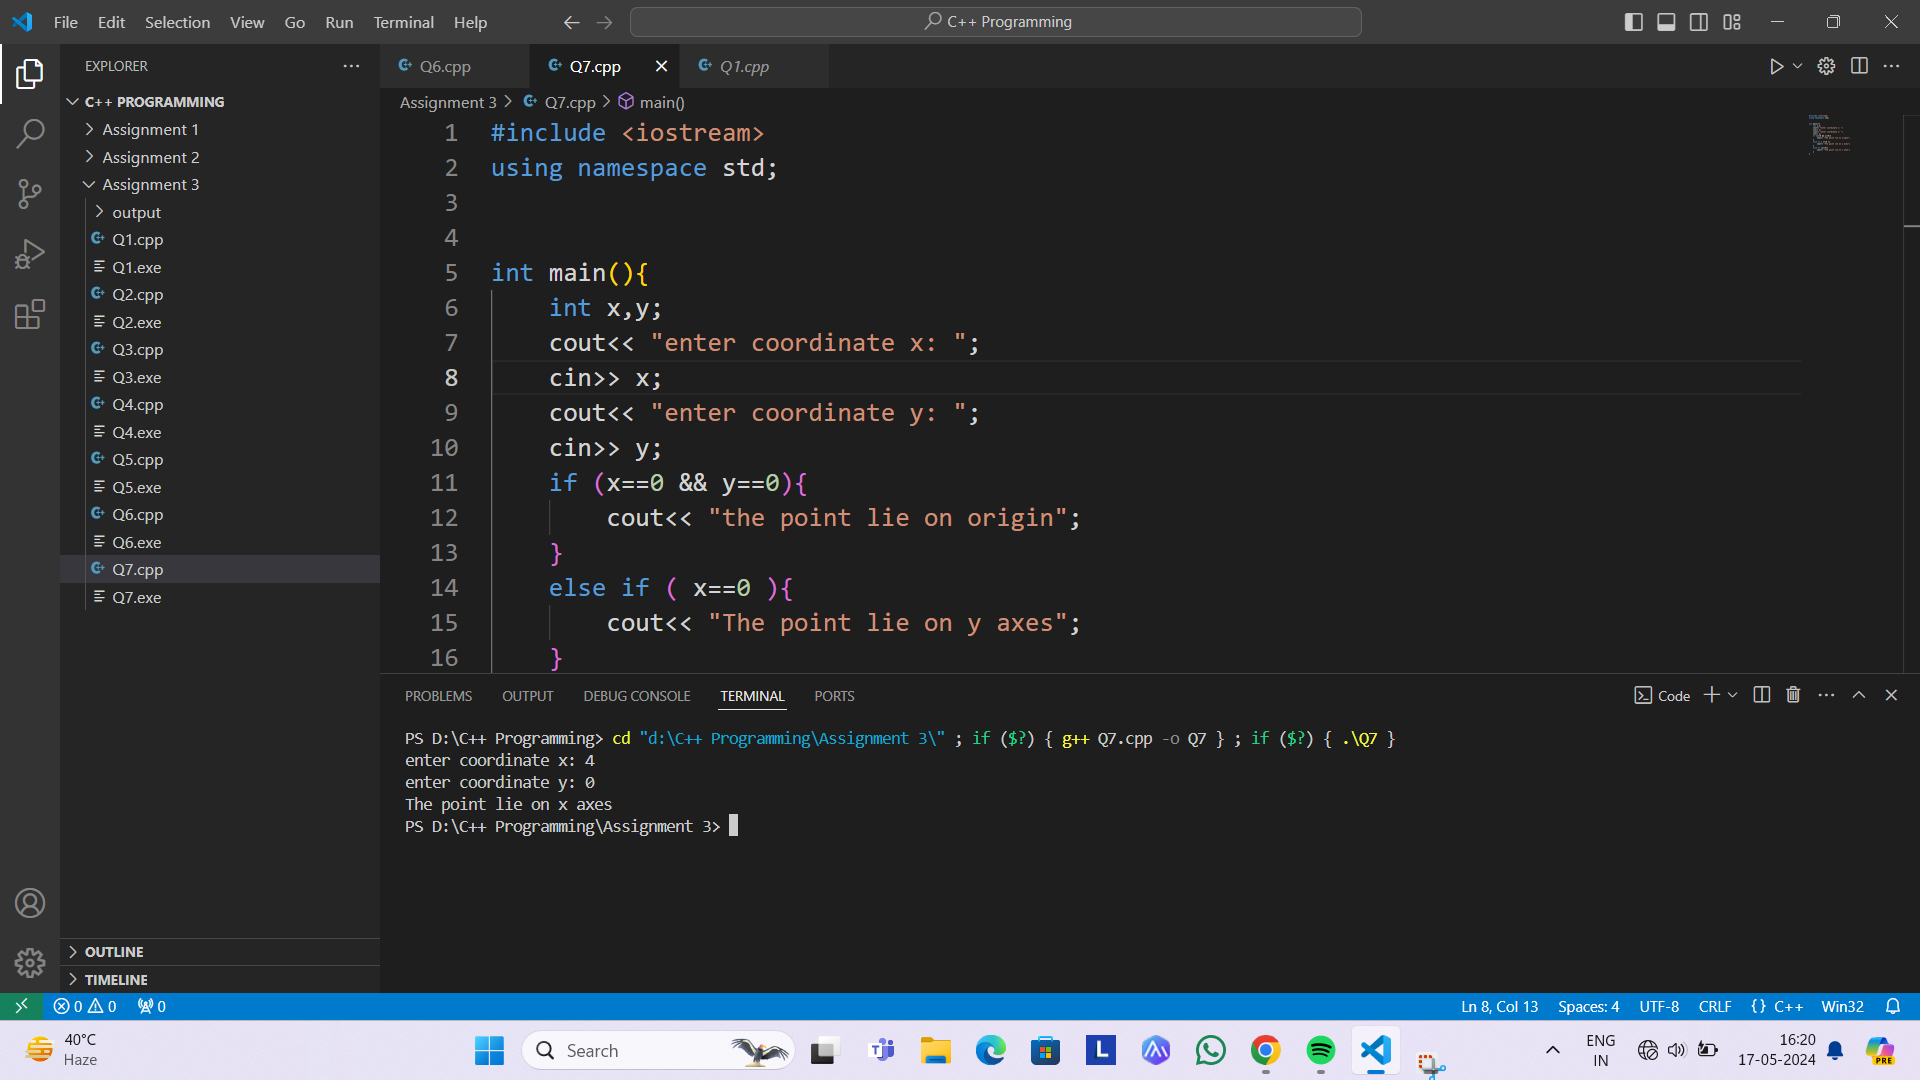 File Edit Selection View Go Run Terminal Help
C++ Programming
EXPLORER
C++ PROGRAMMING
Assignment 1
Assignment 2
Assignment 3
output
Q1.cpp
Q1.exe
Q2.cpp
Q2.exe
Q3.cpp
Q3.exe
Q4.cpp
Q4.exe
Q5.cpp
Q5.exe
Q6.cpp
Q6.exe
Q7.cpp
Q7.exe
OUTLINE
TIMELINE
Q6.cpp Q7.cpp Q1.cpp
Assignment 3 > Q7.cpp > main()
1 #include <iostream>
2 using namespace std;
3
4
5 int main(){
6 int x,y;
7 cout<< "enter coordinate x: ";
8 cin>> x;
9 cout<< "enter coordinate y: ";
10 cin>> y;
11 if (x==0 && y==0){
12 cout<< "the point lie on origin";
13 }
14 else if ( x==0 ){
15 cout<< "The point lie on y axes";
16 }
PROBLEMS OUTPUT DEBUG CONSOLE TERMINAL PORTS
Code
PS D:\C++ Programming> cd "d:\C++ Programming\Assignment 3\" ; if ($?) { g++ Q7.cpp -o Q7 } ; if ($?) { .\Q7 }
enter coordinate x: 4
enter coordinate y: 0
The point lie on x axes
PS D:\C++ Programming\Assignment 3>
0 0 0
Ln 8, Col 13 Spaces: 4 UTF-8 CRLF {} C++ Win32
40°C
Haze
Search
L
ENG
IN
16:20
17-05-2024
PRE